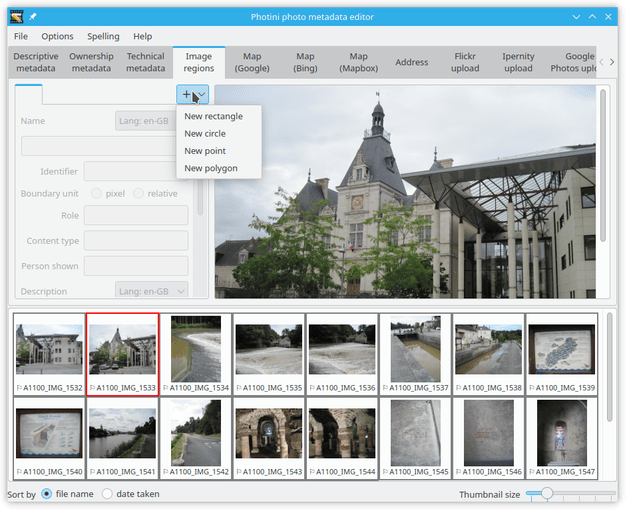 Photini photo metadata editor
File Options Spelling Help
Descriptive metadata
Ownership metadata
Technical metadata
Image regions
Map (Google)
Map (Bing)
Map (Mapbox)
Address
Flickr upload
Ipernity upload
Google Photos uplo
New rectangle
New circle
New point
New polygon
Name Lang: en-GB
Identifier
Boundary unit pixel relative
Role
Content type
Person shown
Description Lang: en-GB
A1100_IMG_1532 A1100_IMG_1533 A1100_IMG_1534 A1100_IMG_1535 A1100_IMG_1536 A1100_IMG_1537 A1100_IMG_1538 A1100_IMG_1539
A1100_IMG_1540 A1100_IMG_1541 A1100_IMG_1542 A1100_IMG_1543 A1100_IMG_1544 A1100_IMG_1545 A1100_IMG_1546 A1100_IMG_1547
Sort by file name date taken Thumbnail size